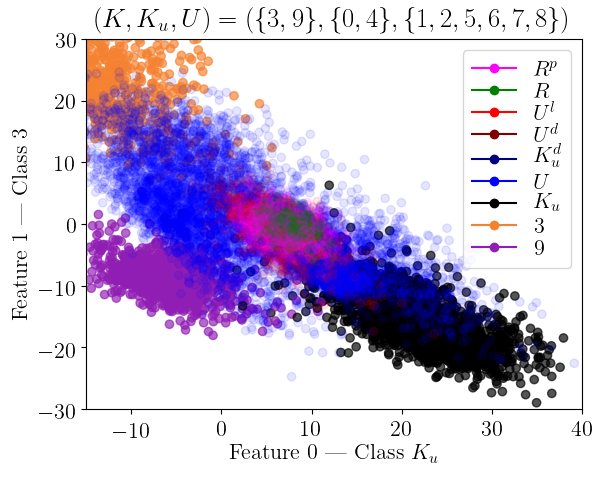 (K, K_u, U) = ({3, 9}, {0, 4}, {1, 2, 5, 6, 7, 8})
30
20
10
0
−10
−20
−30
−10
0
10
20
30
40
Feature 1 — Class 3
Feature 0 — Class K_u
R^p
R
U^l
U^d
K_u^d
U
K_u
3
9